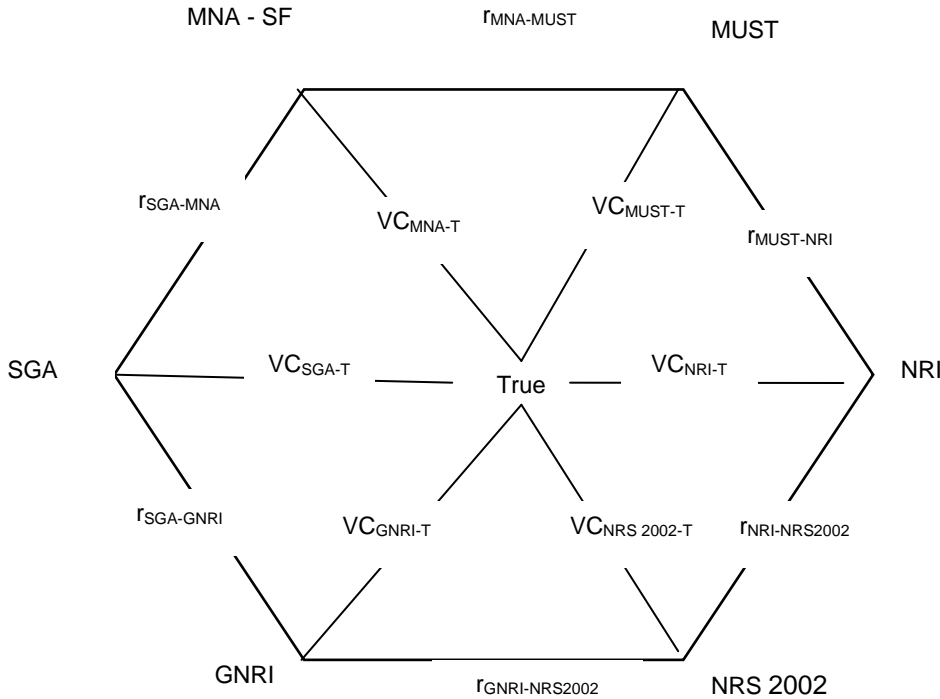 MNA - SF
rMNA-MUST
MUST
rSGA-MNA
VCMNA-T
VCMUST-T
rMUST-NRI
SGA
VCSGA-T
True
VCNRI-T
NRI
rSGA-GNRI
VCGNRI-T
VCNRS 2002-T
rNRI-NRS2002
GNRI
rGNRI-NRS2002
NRS 2002